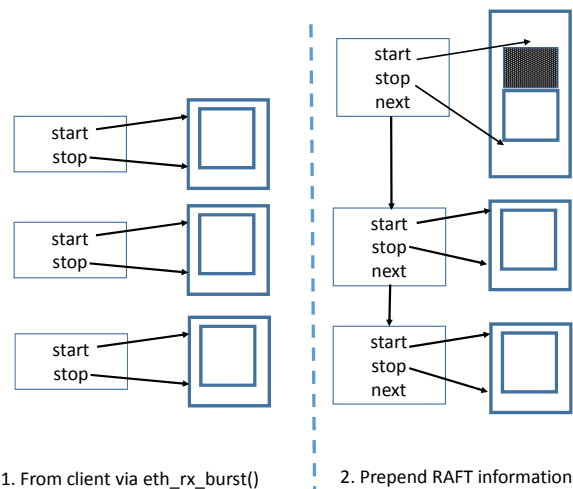 start
stop
start
stop
start
stop
1. From client via eth_rx_burst()
start
stop
next
start
stop
next
start
stop
next
2. Prepend RAFT information